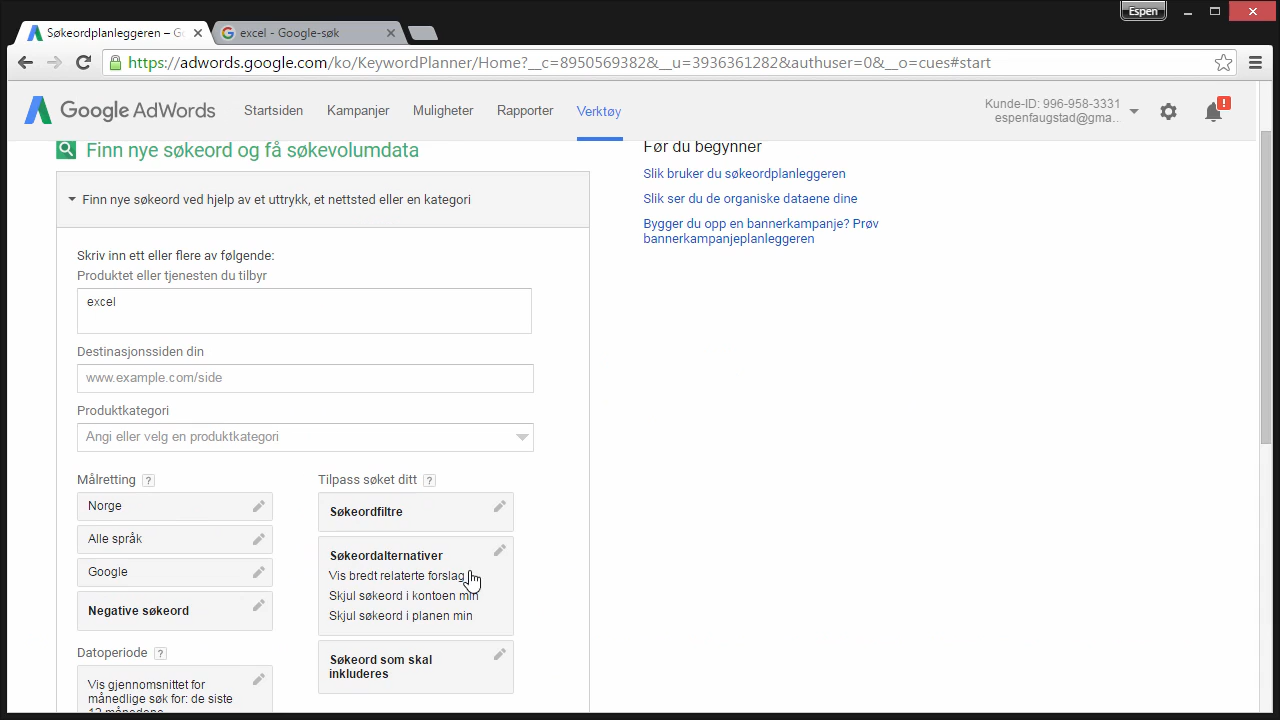 Espen
Søkeordplanleggeren – Go
excel - Google-søk
https://adwords.google.com/ko/KeywordPlanner/Home?__c=8950569382&__u=3936361282&authuser=0&__o=cues#start
Google AdWords
Startsiden
Kampanjer
Muligheter
Rapporter
Verktøy
Kunde-ID: 996-958-3331
espenfaugstad@gma...
!
Finn nye søkeord og få søkevolumdata
Finn nye søkeord ved hjelp av et uttrykk, et nettsted eller en kategori
Skriv inn ett eller flere av følgende:
Produktet eller tjenesten du tilbyr
excel
Destinasjonssiden din
www.example.com/side
Produktkategori
Angi eller velg en produktkategori
Målretting ?
Norge
Alle språk
Google
Negative søkeord
Datoperiode ?
Vis gjennomsnittet for
månedlige søk for: de siste
12 månedene
Tilpass søket ditt ?
Søkeordfiltre
Søkeordalternativer
Vis bredt relaterte forslag
Skjul søkeord i kontoen min
Skjul søkeord i planen min
Søkeord som skal
inkluderes
Før du begynner
Slik bruker du søkeordplanleggeren
Slik ser du de organiske dataene dine
Bygger du opp en bannerkampanje? Prøv
bannerkampanjeplanleggeren